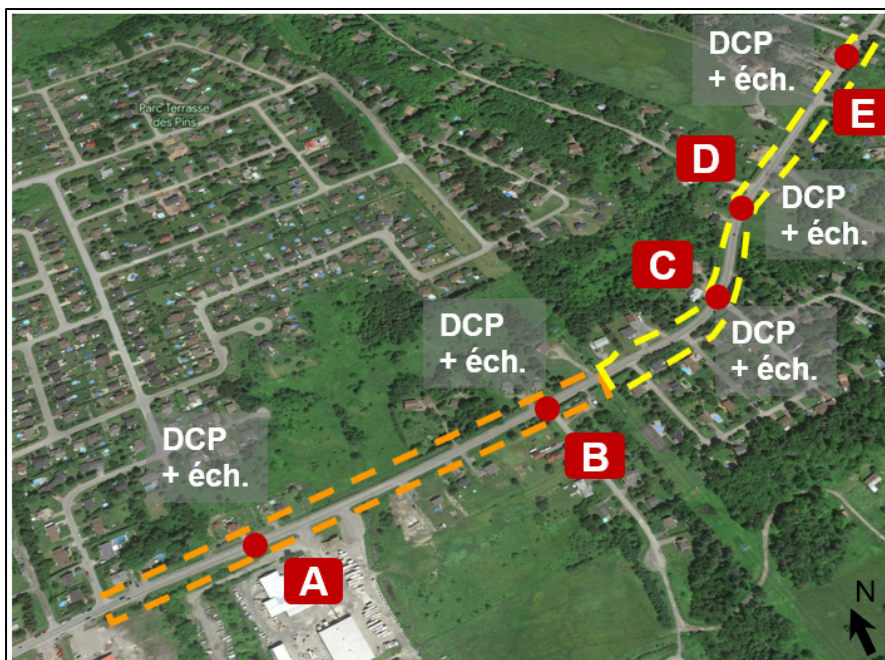 DCP
+ éch.
E
Parc Terrasse
des Pins
D
DCP
+ éch.
C
DCP
+ éch.
DCP
+ éch.
B
DCP
+ éch.
A
N